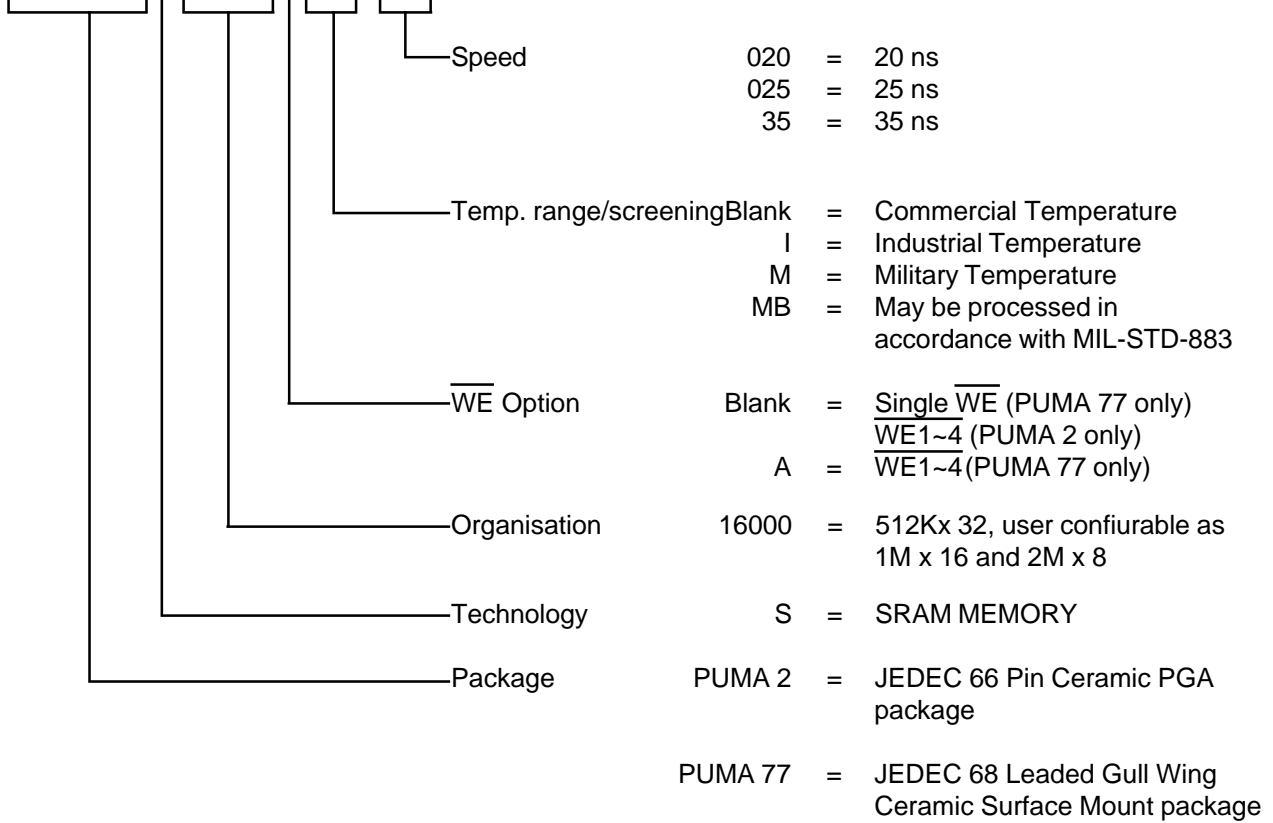 Speed 020 = 20 ns
025 = 25 ns
35 = 35 ns
Temp. range/screeningBlank = Commercial Temperature
I = Industrial Temperature
M = Military Temperature
MB = May be processed in
accordance with MIL-STD-883
WE Option Blank = Single WE (PUMA 77 only)
WE1~4 (PUMA 2 only)
A = WE1~4(PUMA 77 only)
Organisation 16000 = 512Kx 32, user confiurable as
1M x 16 and 2M x 8
Technology S = SRAM MEMORY
Package PUMA 2 = JEDEC 66 Pin Ceramic PGA
package
PUMA 77 = JEDEC 68 Leaded Gull Wing
Ceramic Surface Mount package